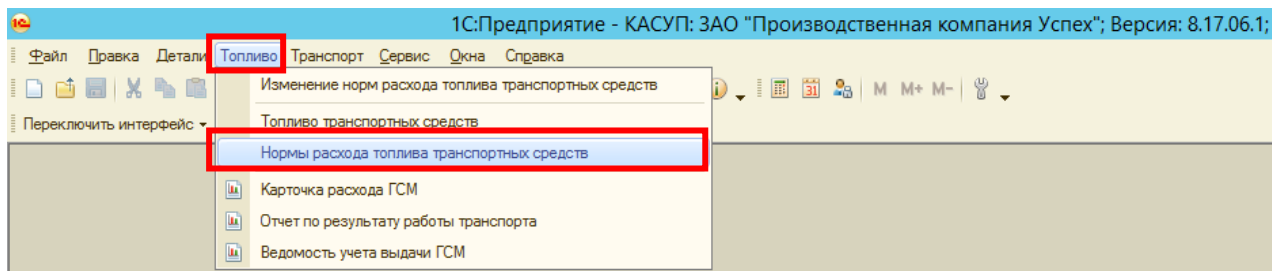 1С:Предприятие - КАСУП: ЗАО "Производственная компания Успех"; Версия: 8.17.06.1;
Файл Правка Детали Топливо Транспорт Сервис Окна Справка
Изменение норм расхода топлива транспортных средств
M M+ M-
Переключить интерфейс
Топливо транспортных средств
Нормы расхода топлива транспортных средств
Карточка расхода ГСМ
Отчет по результату работы транспорта
Ведомость учета выдачи ГСМ